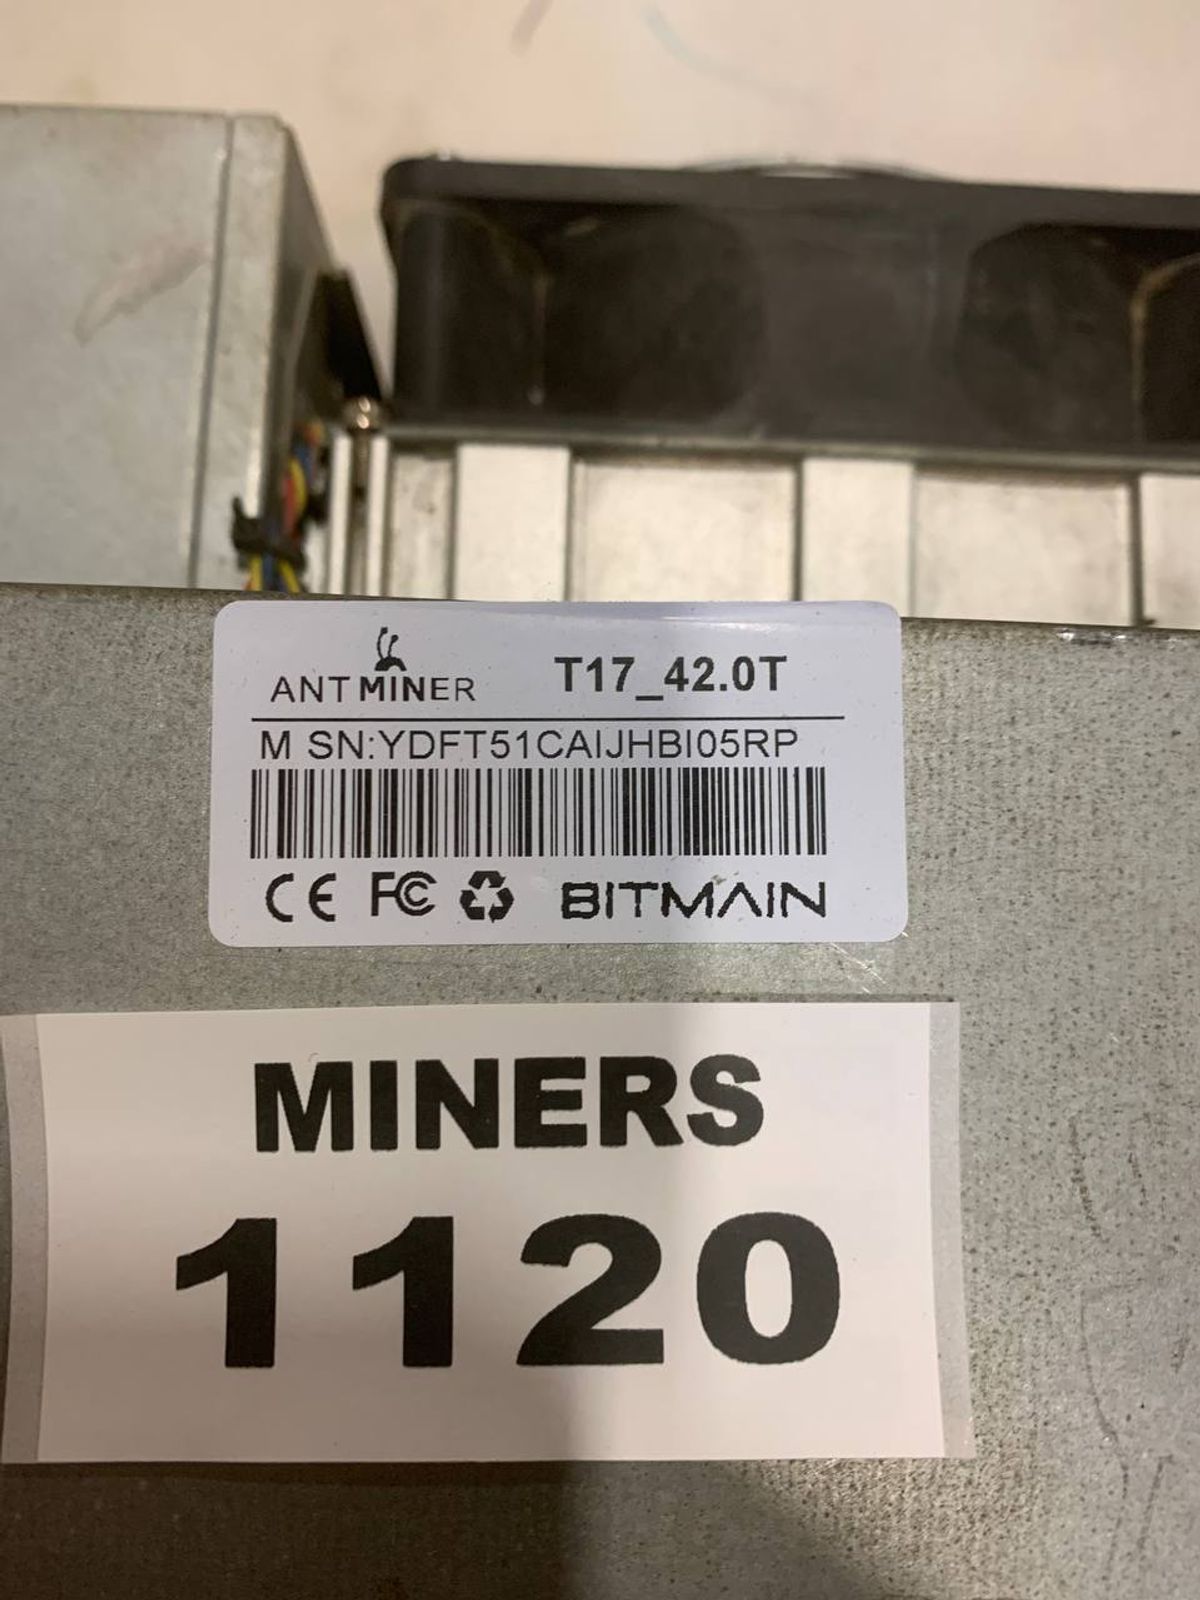 ANTMINER T17_42.0T
M SN:YDFT51CAIJHBI05RP
CE FC BITMAIN
MINERS
1120